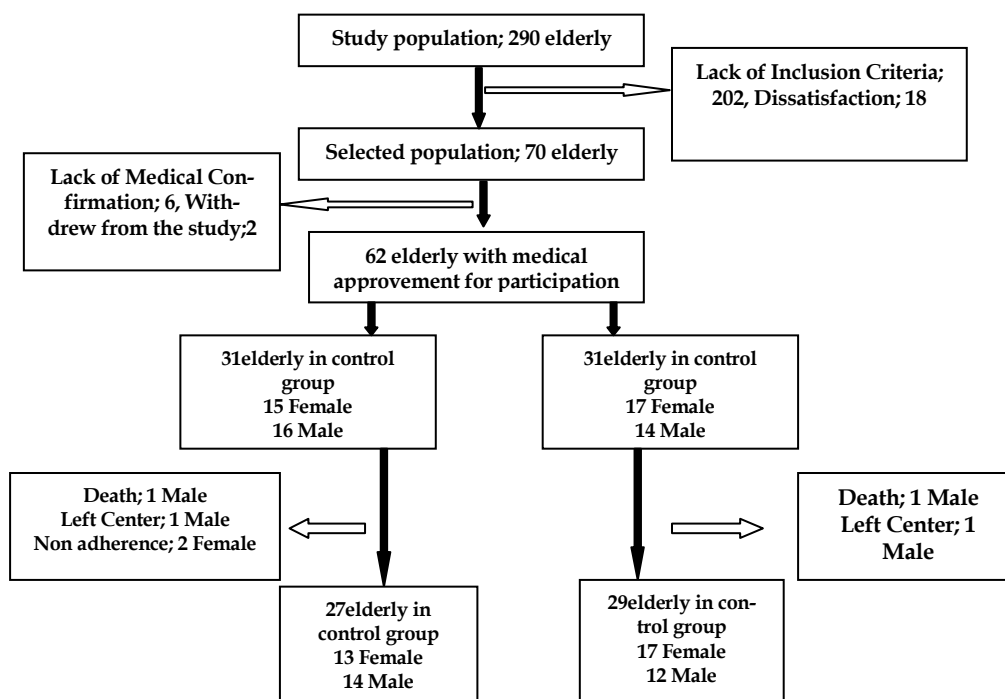 Study population; 290 elderly
Lack of Inclusion Criteria;
202, Dissatisfaction; 18
Selected population; 70 elderly
Lack of Medical Con-
firmation; 6, With-
drew from the study;2
62 elderly with medical
approvement for participation
31elderly in control
group
15 Female
16 Male
31elderly in control
group
17 Female
14 Male
Death; 1 Male
Left Center; 1 Male
Non adherence; 2 Female
Death; 1 Male
Left Center; 1
Male
27elderly in
control group
13 Female
14 Male
29elderly in con-
trol group
17 Female
12 Male